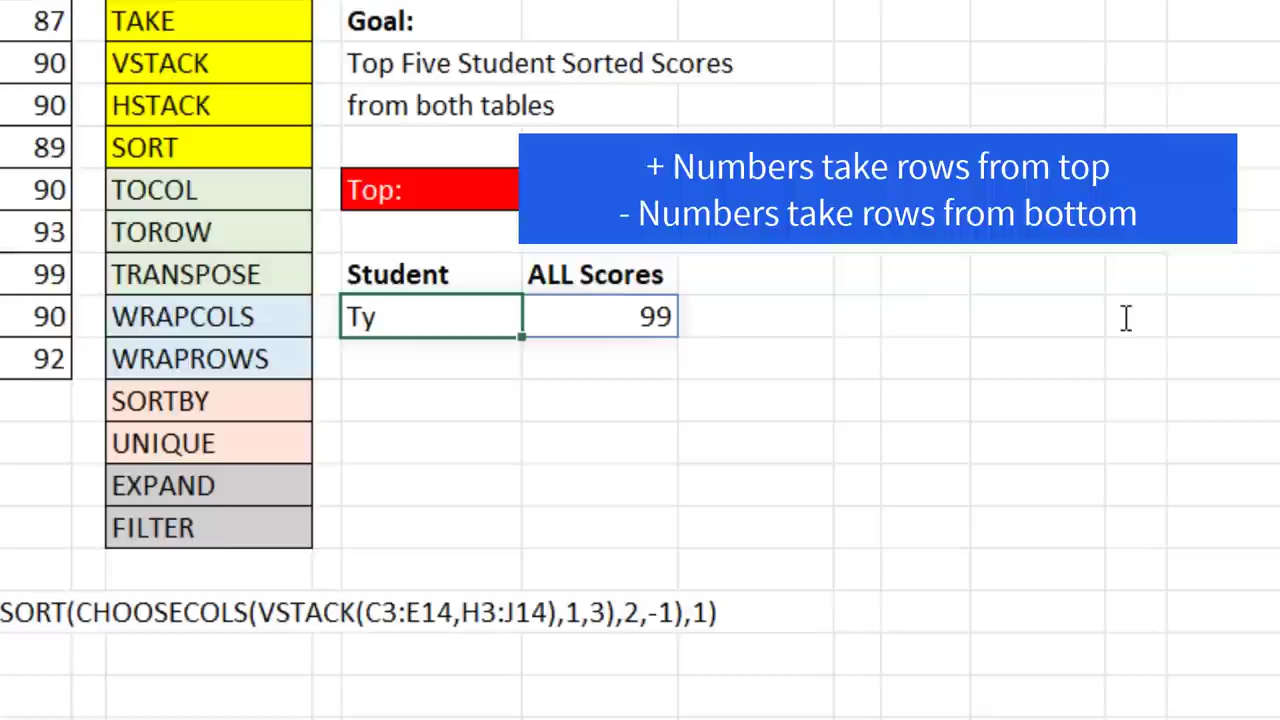 87 TAKE Goal:
90 VSTACK Top Five Student Sorted Scores
90 HSTACK from both tables
89 SORT
+ Numbers take rows from top
90 TOCOL Top:
- Numbers take rows from bottom
93 TOROW
99 TRANSPOSE Student ALL Scores
90 WRAPCOLS Ty 99
92 WRAPROWS
SORTBY
UNIQUE
EXPAND
FILTER
SORT(CHOOSECOLS(VSTACK(C3:E14,H3:J14),1,3),2,-1),1)